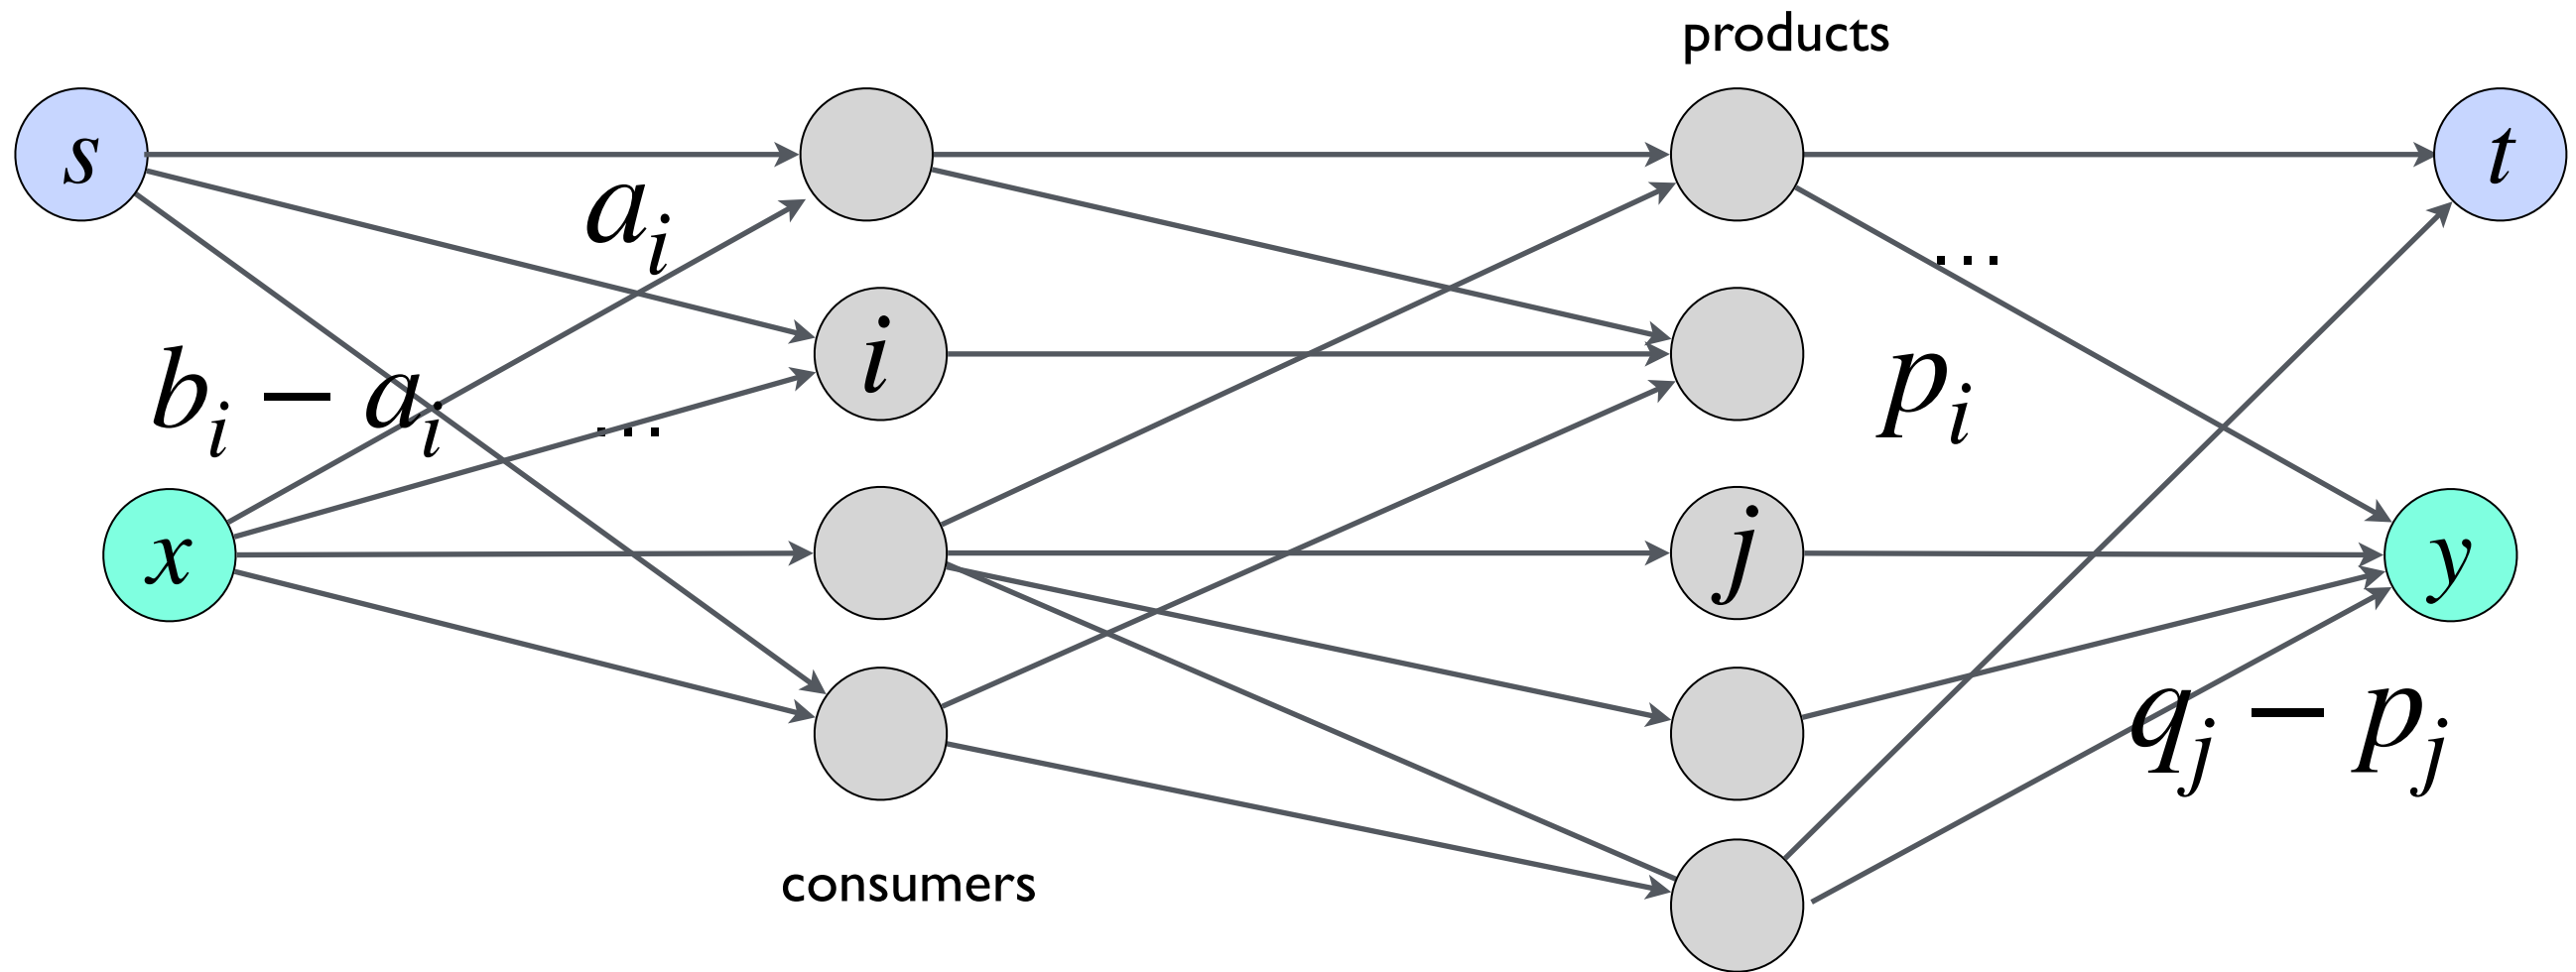 products
s
t
a_i
...
b_i − a_i
i
p_i
...
x
j
y
q_j − p_j
consumers